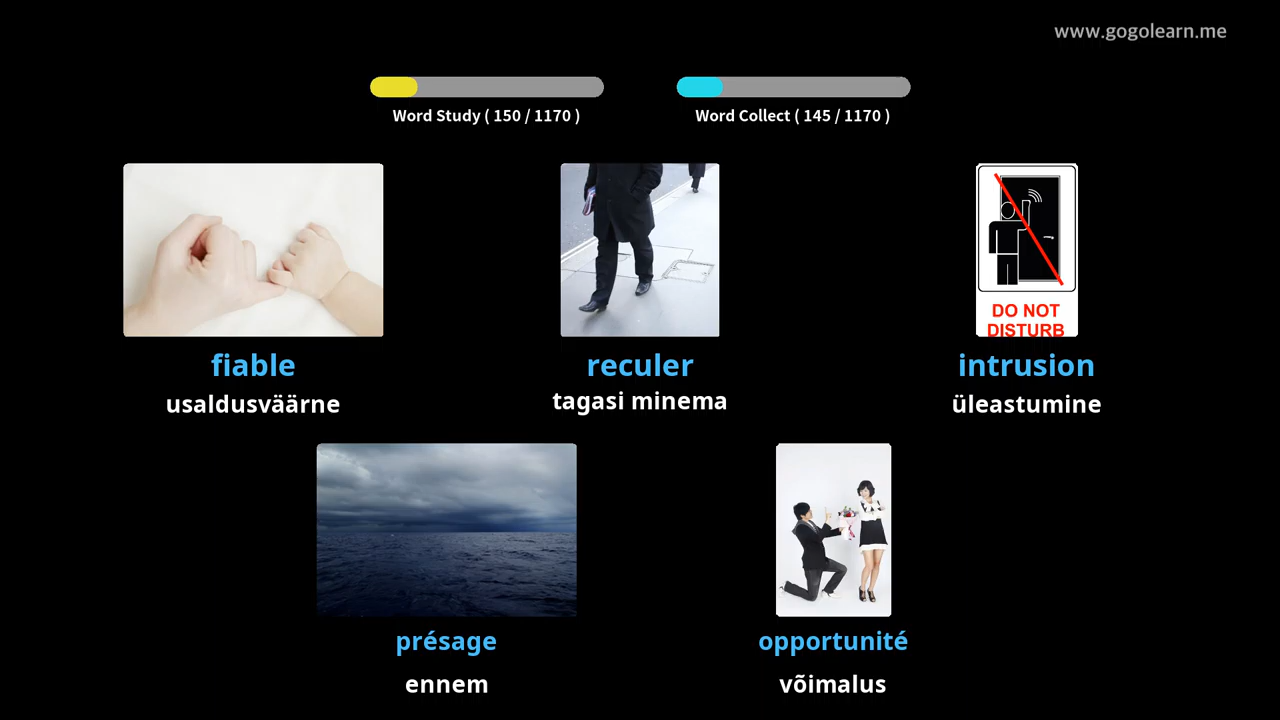 www.gogolearn.me
Word Study ( 150 / 1170 )
Word Collect ( 145 / 1170 )
DO NOT
DISTURB
fiable
reculer
intrusion
usaldusväärne
tagasi minema
üleastumine
présage
opportunité
ennem
võimalus